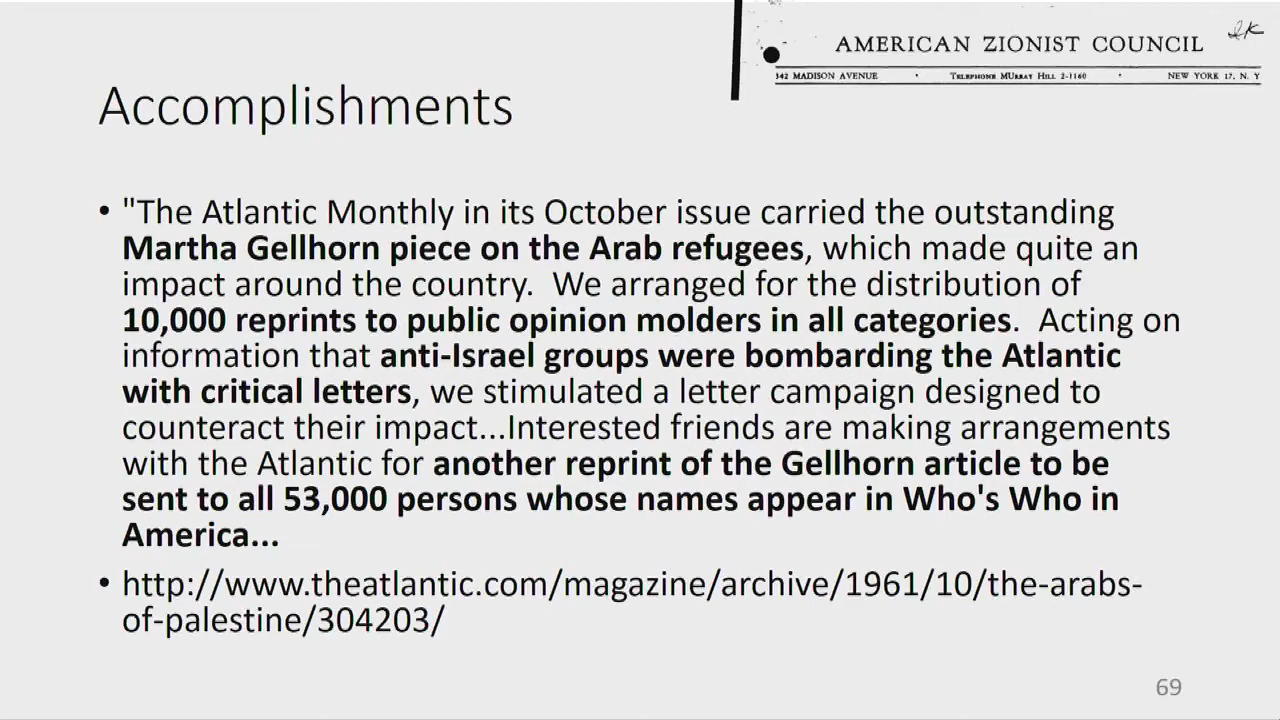 AMERICAN ZIONIST COUNCIL
342 MADISON AVENUE • TELEPHONE MURRAY HILL 2-1160 • NEW YORK 17, N. Y
Accomplishments
• "The Atlantic Monthly in its October issue carried the outstanding
Martha Gellhorn piece on the Arab refugees, which made quite an
impact around the country.  We arranged for the distribution of
10,000 reprints to public opinion molders in all categories.  Acting on
information that anti-Israel groups were bombarding the Atlantic
with critical letters, we stimulated a letter campaign designed to
counteract their impact...Interested friends are making arrangements
with the Atlantic for another reprint of the Gellhorn article to be
sent to all 53,000 persons whose names appear in Who's Who in
America...
• http://www.theatlantic.com/magazine/archive/1961/10/the-arabs-
of-palestine/304203/
69